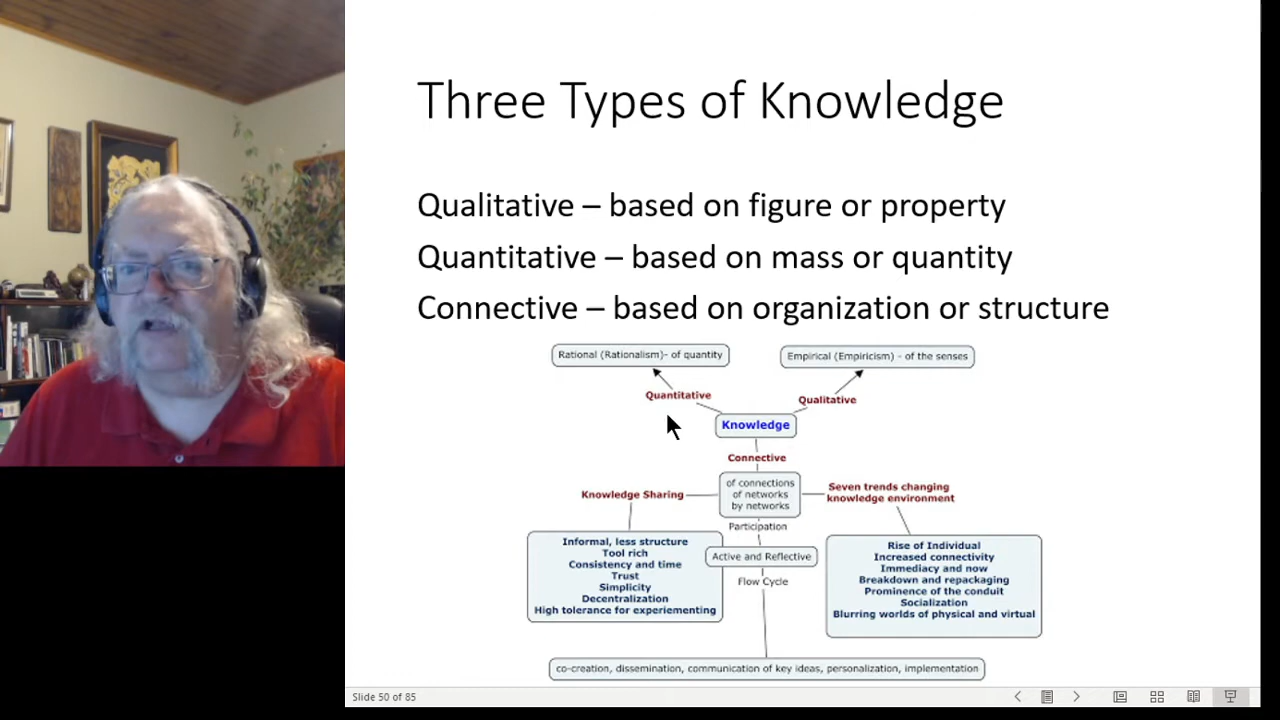 Three Types of Knowledge
Qualitative – based on figure or property
Quantitative – based on mass or quantity
Connective – based on organization or structure
Rational (Rationalism)- of quantity
Empirical (Empiricism) - of the senses
Quantitative
Qualitative
Knowledge
Connective
of connections
of networks
by networks
Knowledge Sharing
Seven trends changing
knowledge environment
Participation
Informal, less structure
Tool rich
Consistency and time
Trust
Simplicity
Decentralization
High tolerance for experiementing
Active and Reflective
Flow Cycle
Rise of Individual
Increased connectivity
Immediacy and now
Breakdown and repackaging
Prominence of the conduit
Socialization
Blurring worlds of physical and virtual
co-creation, dissemination, communication of key ideas, personalization, implementation
Slide 50 of 85